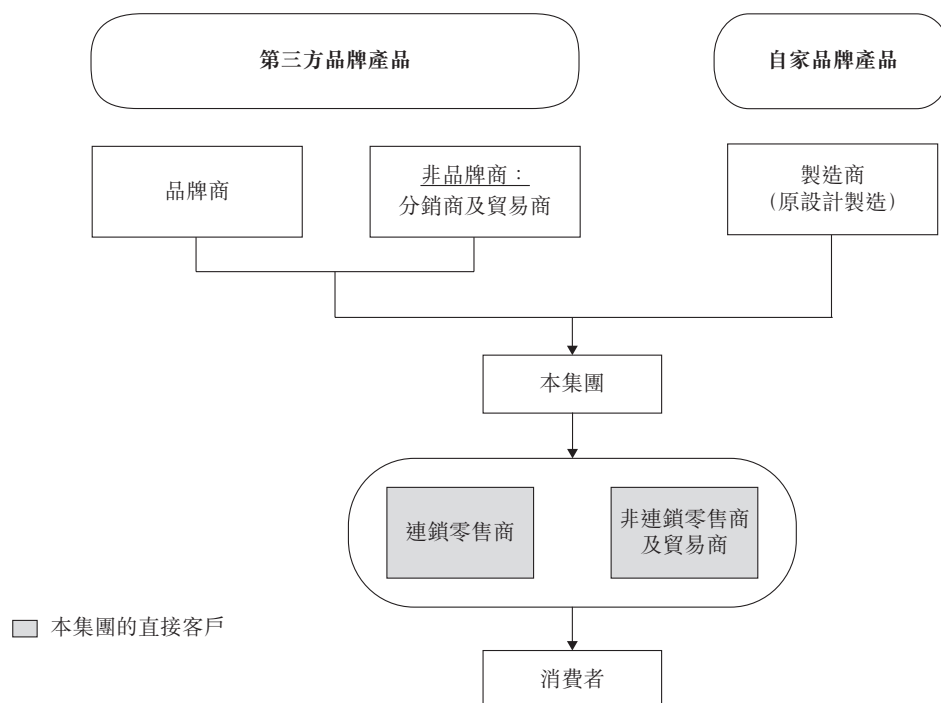 第三方品牌產品
自家品牌產品
品牌商
非品牌商：
分銷商及貿易商
製造商
(原設計製造)
本集團
連鎖零售商
非連鎖零售商
及貿易商
本集團的直接客戶
消費者